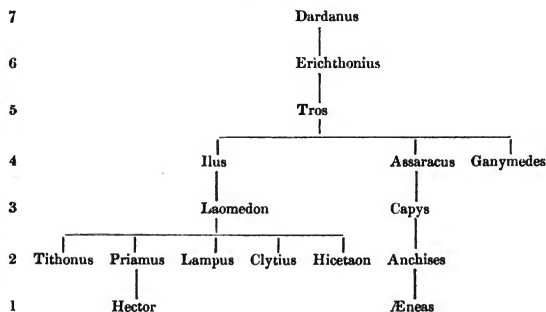 7 Dardanus
6 Erichthonius
5 Tros
4 Ilus Assaracus Ganymedes
3 Laomedon Capys
2 Tithonus Priamus Lampus Clytius Hicetaon Anchises
1 Hector Æneas